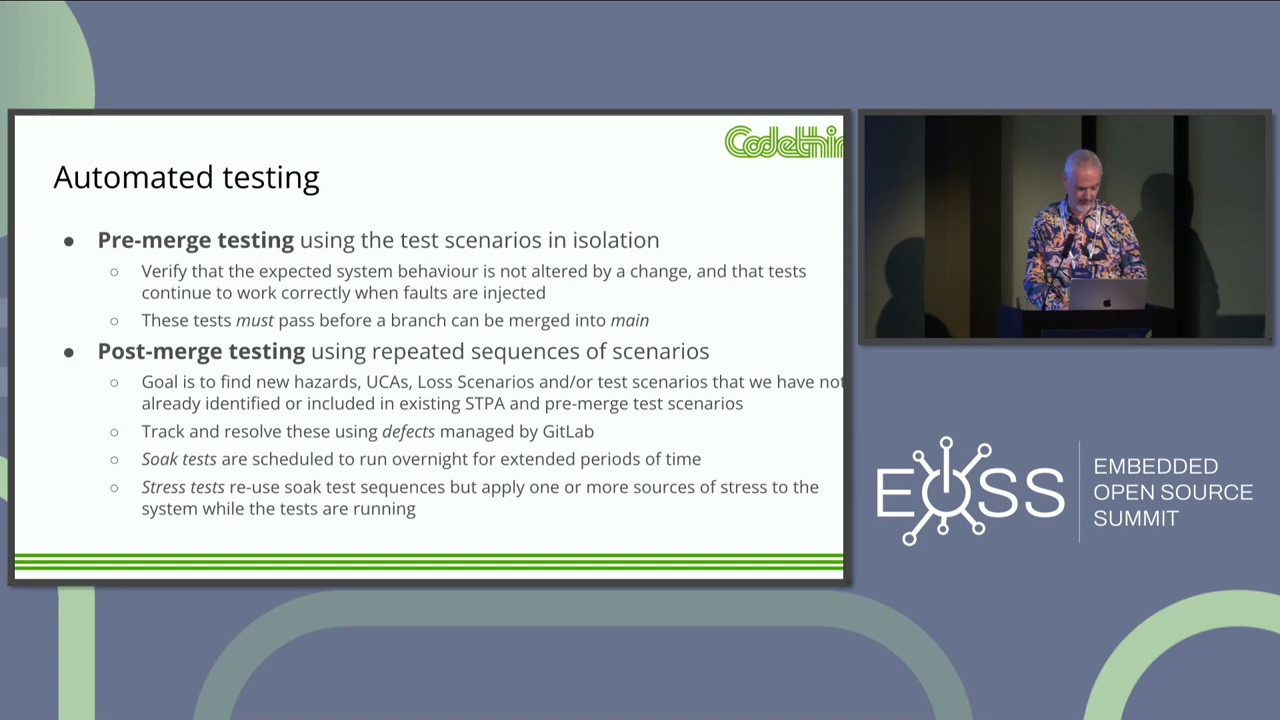 Codethin
Automated testing
● Pre-merge testing using the test scenarios in isolation
○ Verify that the expected system behaviour is not altered by a change, and that tests
continue to work correctly when faults are injected
○ These tests must pass before a branch can be merged into main
● Post-merge testing using repeated sequences of scenarios
○ Goal is to find new hazards, UCAs, Loss Scenarios and/or test scenarios that we have not
already identified or included in existing STPA and pre-merge test scenarios
○ Track and resolve these using defects managed by GitLab
○ Soak tests are scheduled to run overnight for extended periods of time
○ Stress tests re-use soak test sequences but apply one or more sources of stress to the
system while the tests are running
EOSS
EMBEDDED
OPEN SOURCE
SUMMIT